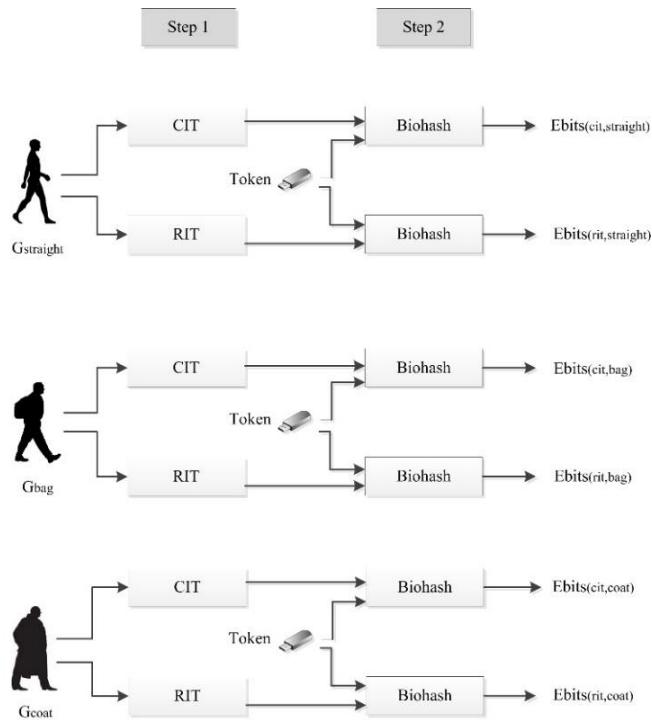 Step 1 Step 2
CIT Biohash Ebits(cit,straight)
Token
Gstraight RIT Biohash Ebits(rit,straight)
CIT Biohash Ebits(cit,bag)
Token
Gbag RIT Biohash Ebits(rit,bag)
CIT Biohash Ebits(cit,coat)
Token
Gcoat RIT Biohash Ebits(rit,coat)